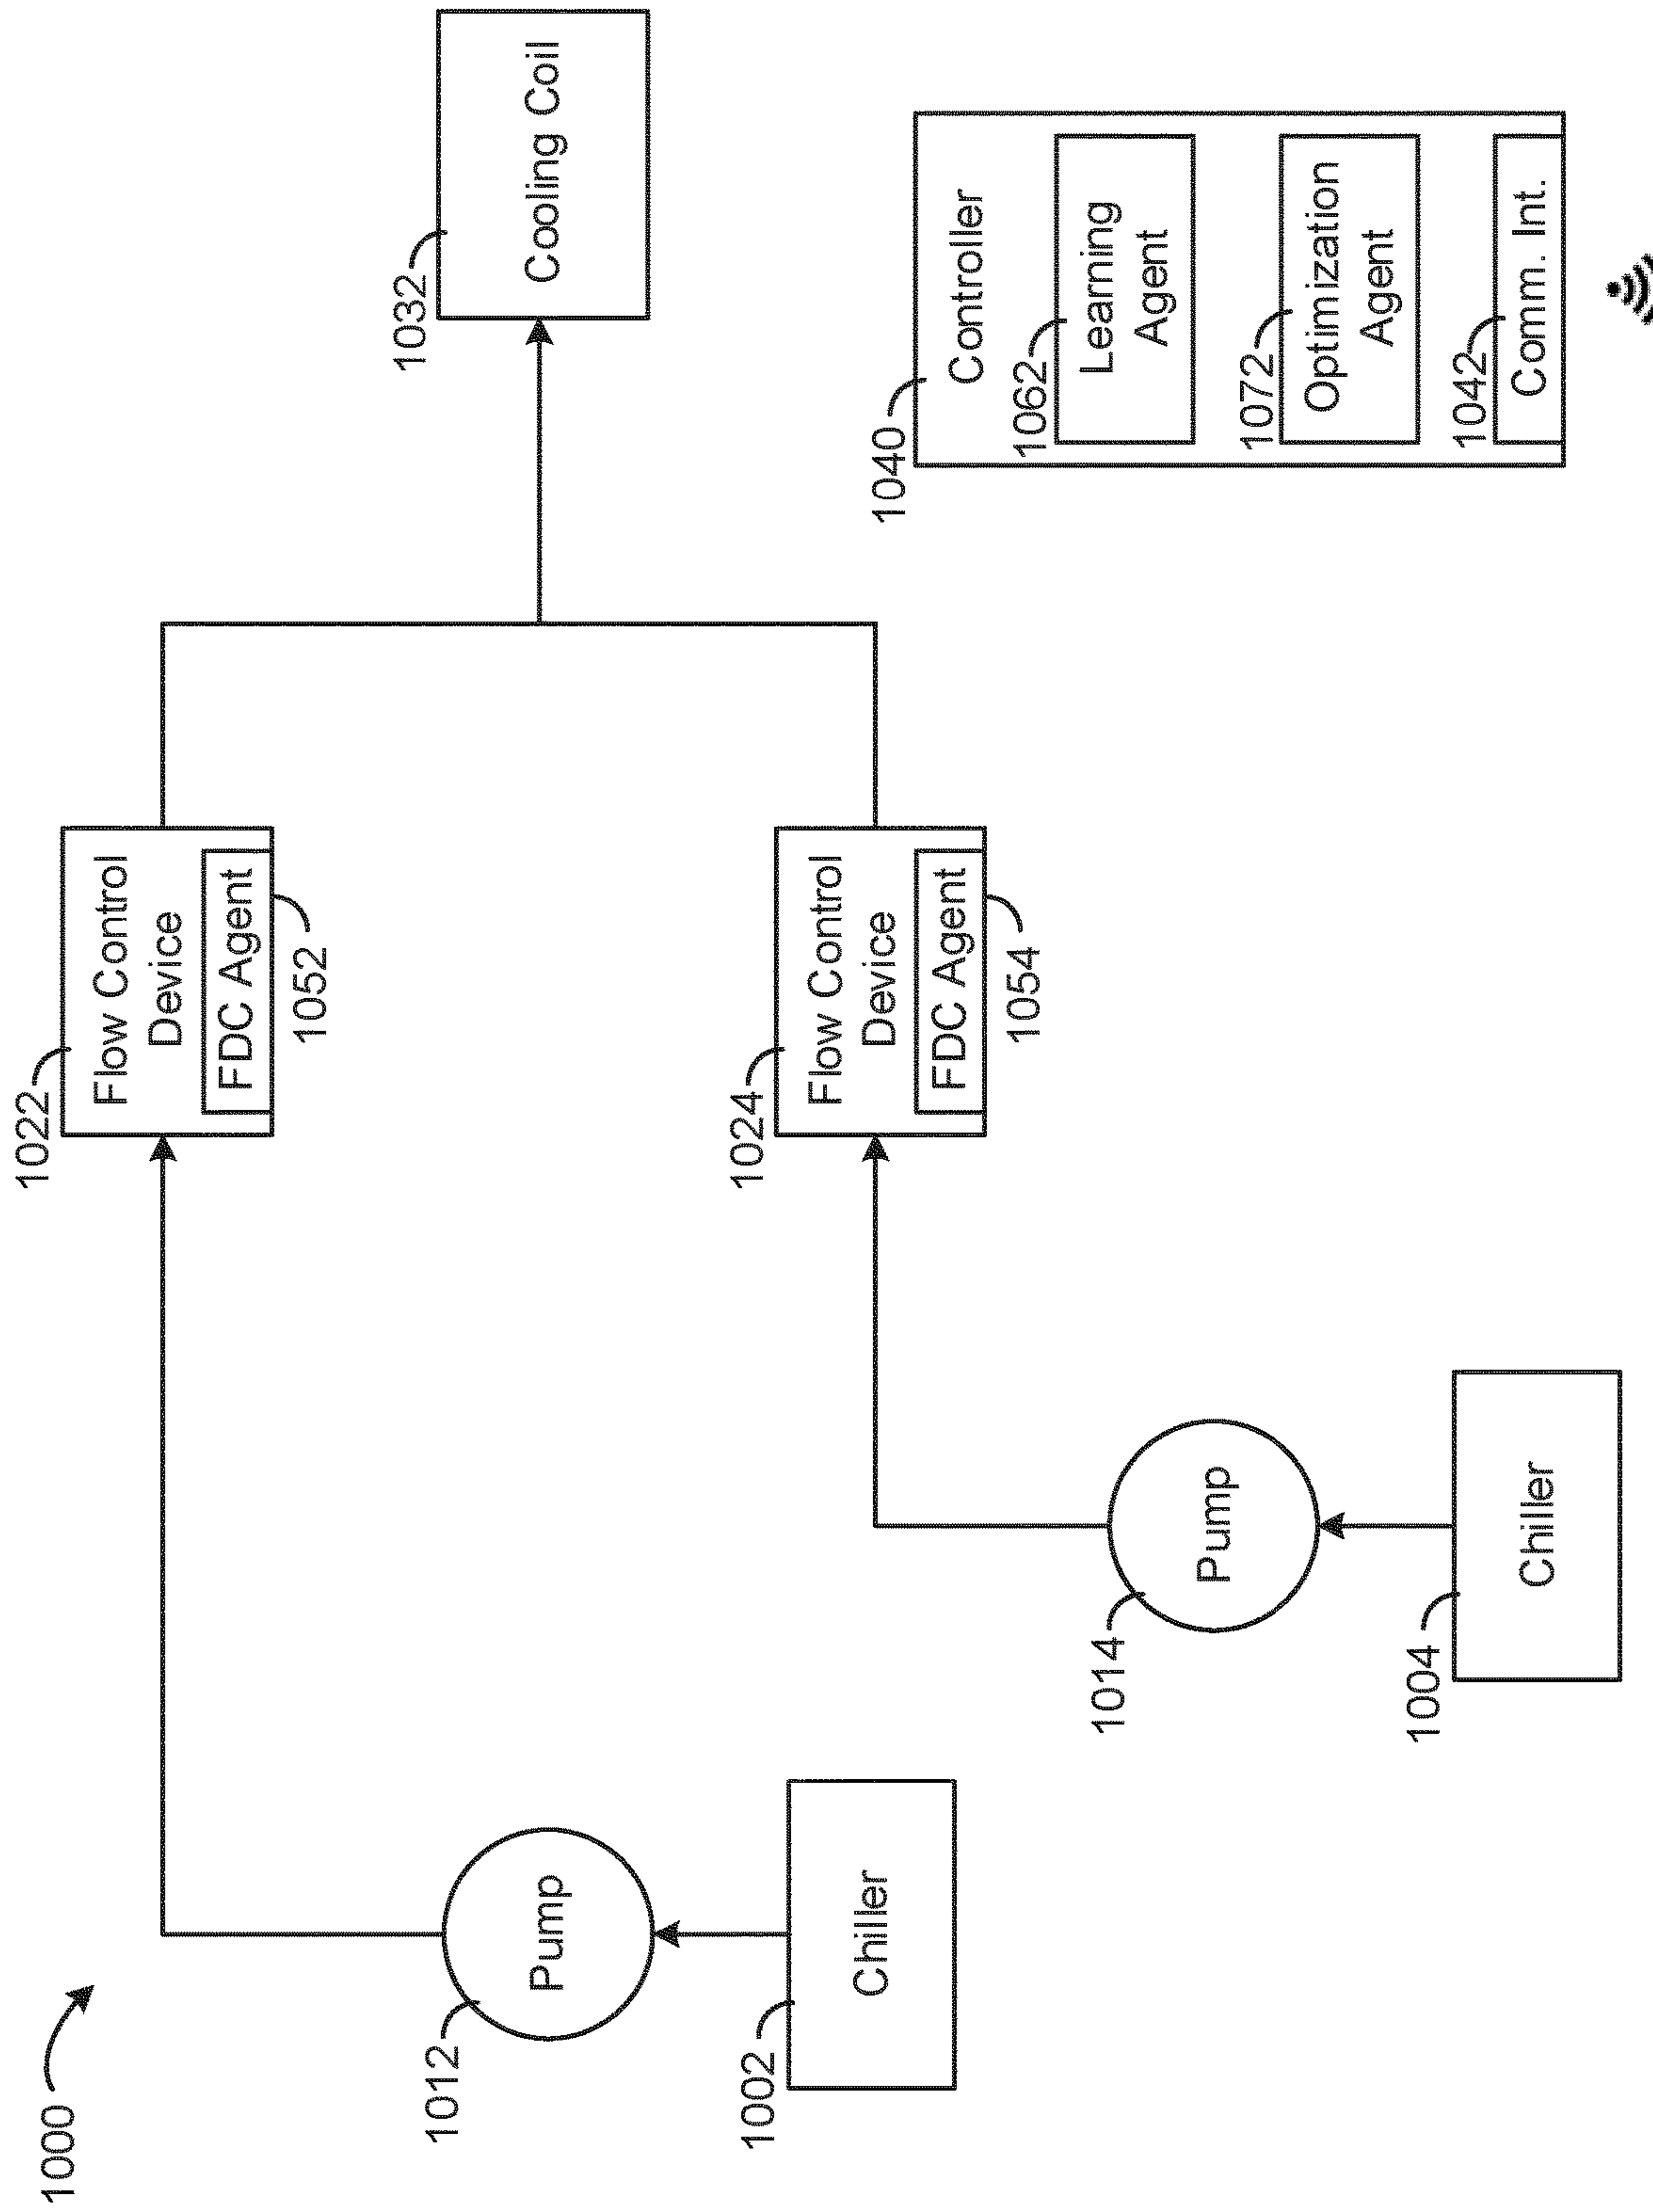 1000
1022
Flow Control
Device
FDC Agent
1052
1032
Cooling Coil
1012
Pump
1002
Chiller
1024
Flow Control
Device
FDC Agent
1054
1014
Pump
1004
Chiller
1040
Controller
1062
Learning
Agent
1072
Optimization
Agent
1042
Comm. Int.